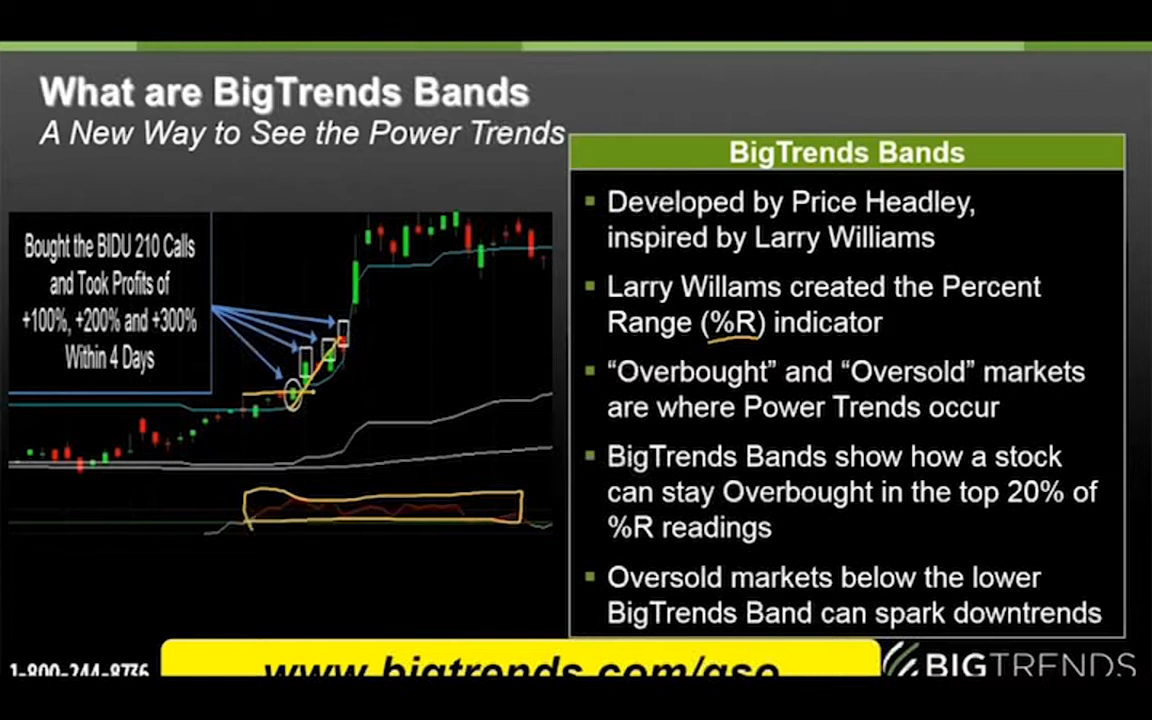 What are BigTrends Bands
A New Way to See the Power Trends
Bought the BIDU 210 Calls
and Took Profits of
+100%, +200% and +300%
Within 4 Days
BigTrends Bands
Developed by Price Headley,
inspired by Larry Williams
Larry Willams created the Percent
Range (%R) indicator
“Overbought” and “Oversold” markets
are where Power Trends occur
BigTrends Bands show how a stock
can stay Overbought in the top 20% of
%R readings
Oversold markets below the lower
BigTrends Band can spark downtrends
1-800-244-8736
www.bigtrends.com/gso
BIGTRENDS